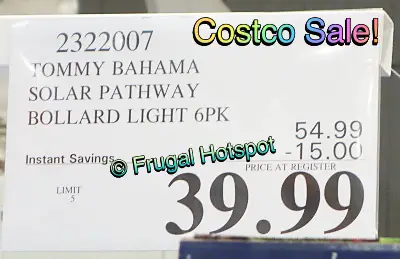 Costco Sale!
2322007
TOMMY BAHAMA
SOLAR PATHWAY
BOLLARD LIGHT 6PK
54.99
Instant Savings -15.00
© Frugal Hotspot
PRICE AT REGISTER
LIMIT
5
39.99